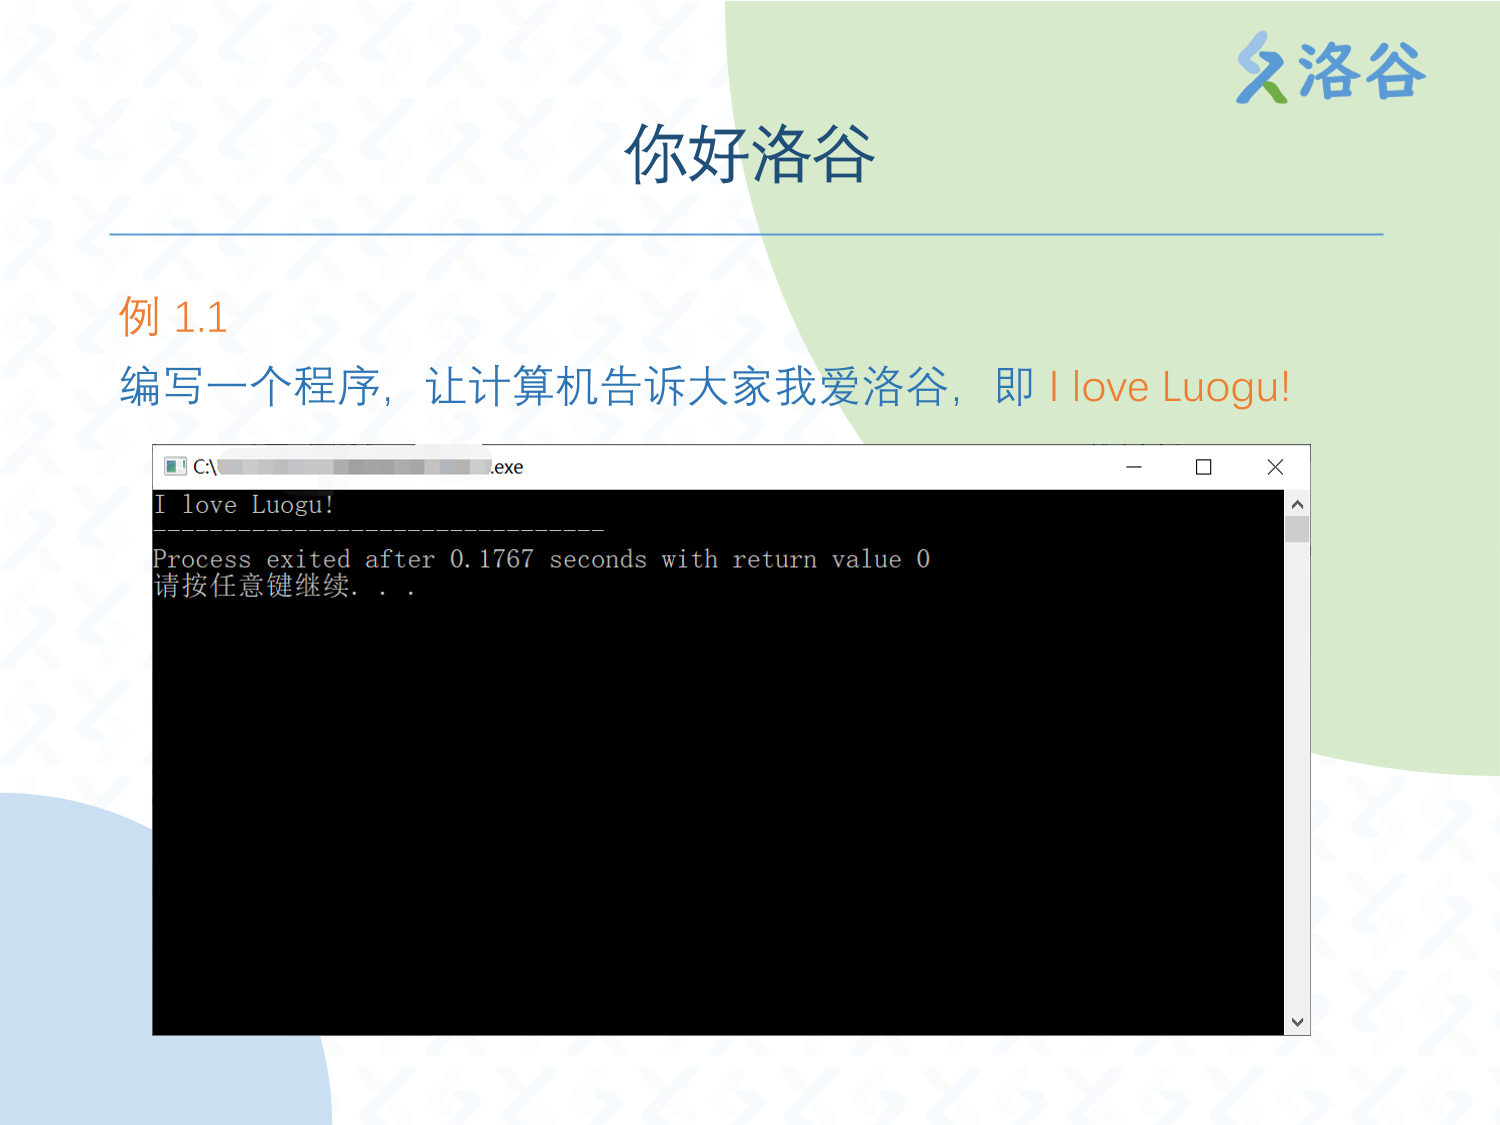 洛谷
你好洛谷
例 1.1
编写一个程序，让计算机告诉大家我爱洛谷，即 I love Luogu!
C:\ .exe
I love Luogu!
--------------------------------
Process exited after 0.1767 seconds with return value 0
请按任意键继续. . .